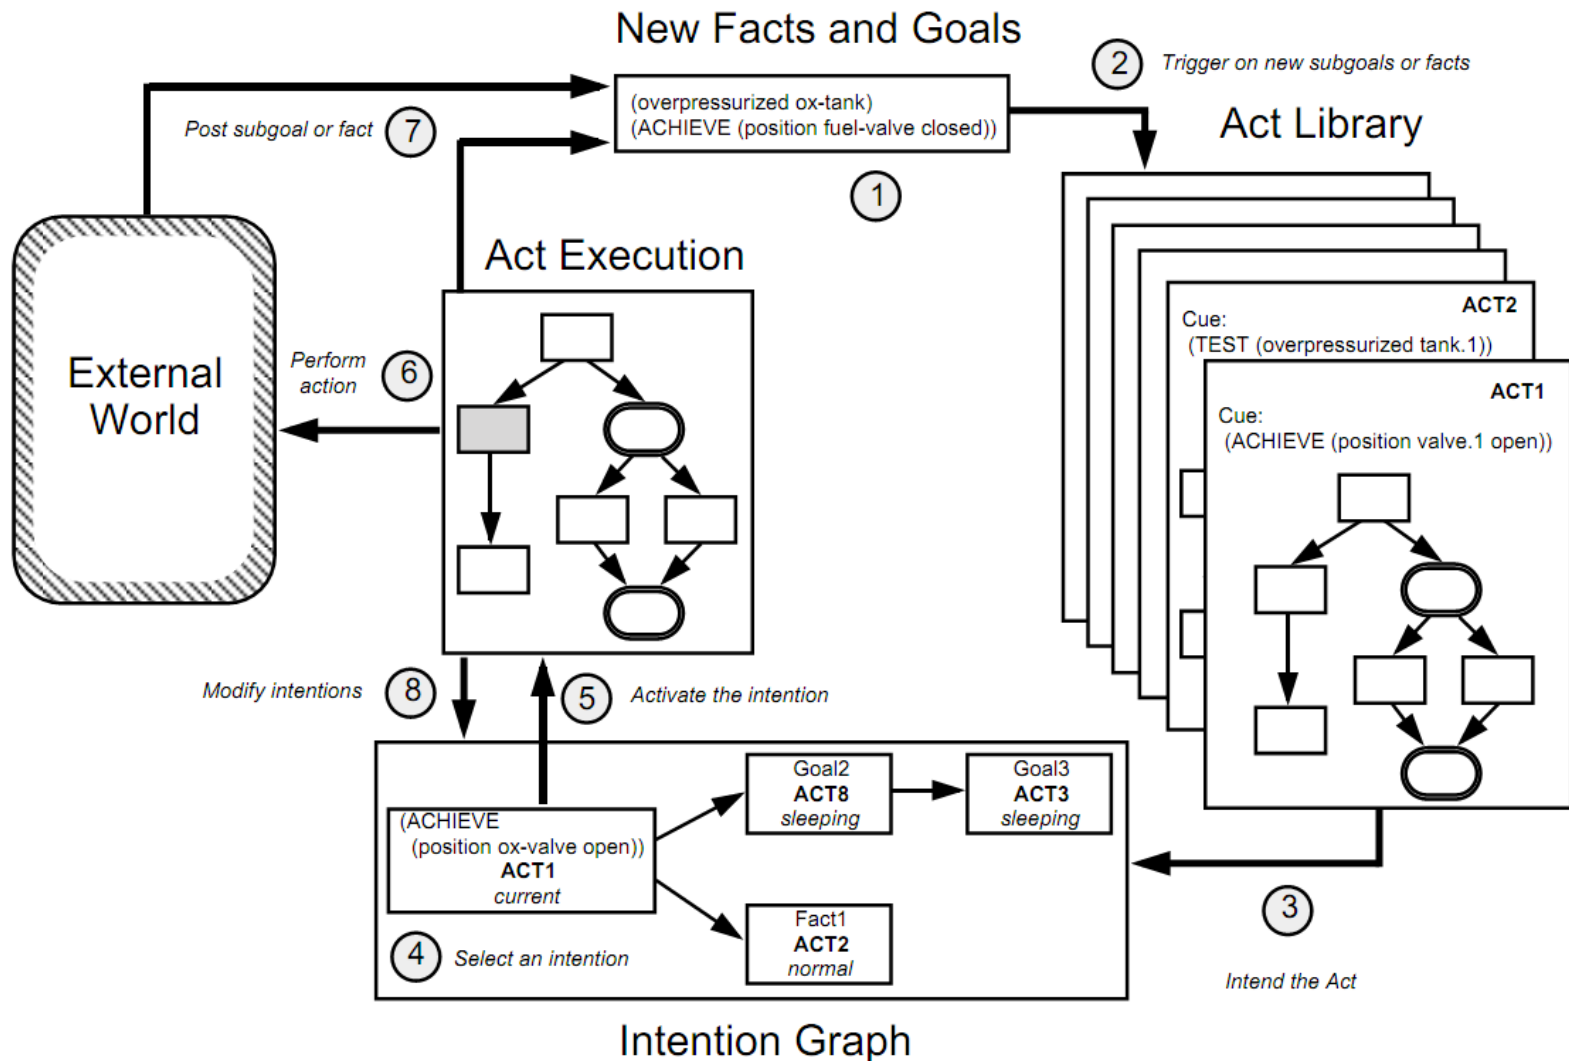 New Facts and Goals
2
Trigger on new subgoals or facts
(overpressurized ox-tank)
(ACHIEVE (position fuel-valve closed))
Post subgoal or fact
7
Act Library
1
Act Execution
ACT2
Cue:
(TEST (overpressurized tank.1))
Perform
action
6
External
World
ACT1
Cue:
(ACHIEVE (position valve.1 open))
Modify intentions
8
5
Activate the intention
Goal2
ACT8
sleeping
Goal3
ACT3
sleeping
(ACHIEVE
(position ox-valve open))
ACT1
current
3
Fact1
ACT2
normal
4
Select an intention
Intend the Act
Intention Graph